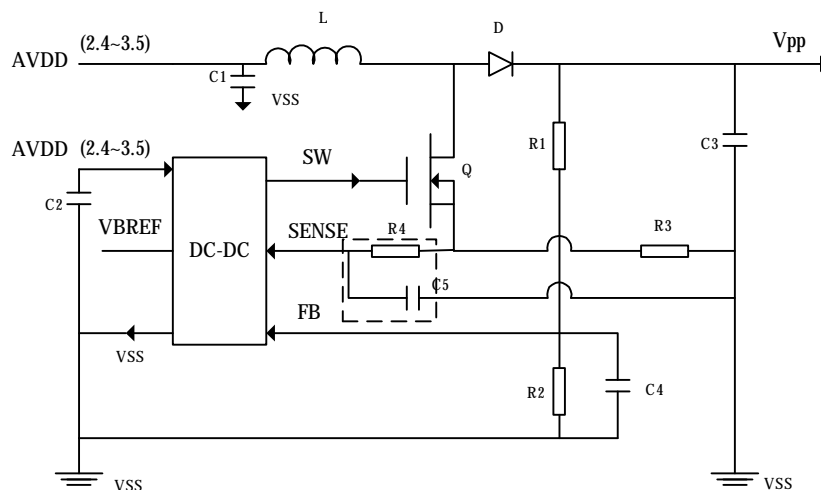 L
D
Vpp
AVDD (2.4~3.5)
C1
VSS
AVDD (2.4~3.5)
SW
Q
R1
C3
C2
VBREF
DC-DC
SENSE
R4
R3
C5
FB
VSS
R2
C4
VSS
VSS